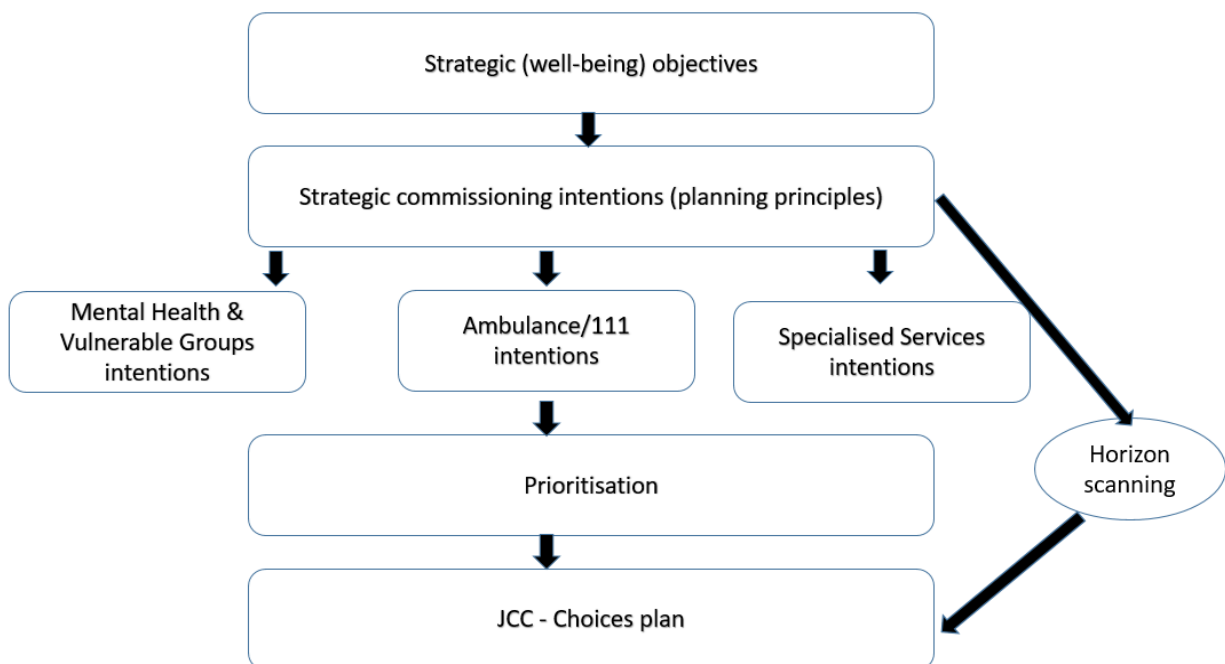 Strategic (well-being) objectives
Strategic commissioning intentions (planning principles)
Mental Health &
Vulnerable Groups
intentions
Ambulance/111
intentions
Specialised Services
intentions
Prioritisation
Horizon
scanning
JCC - Choices plan